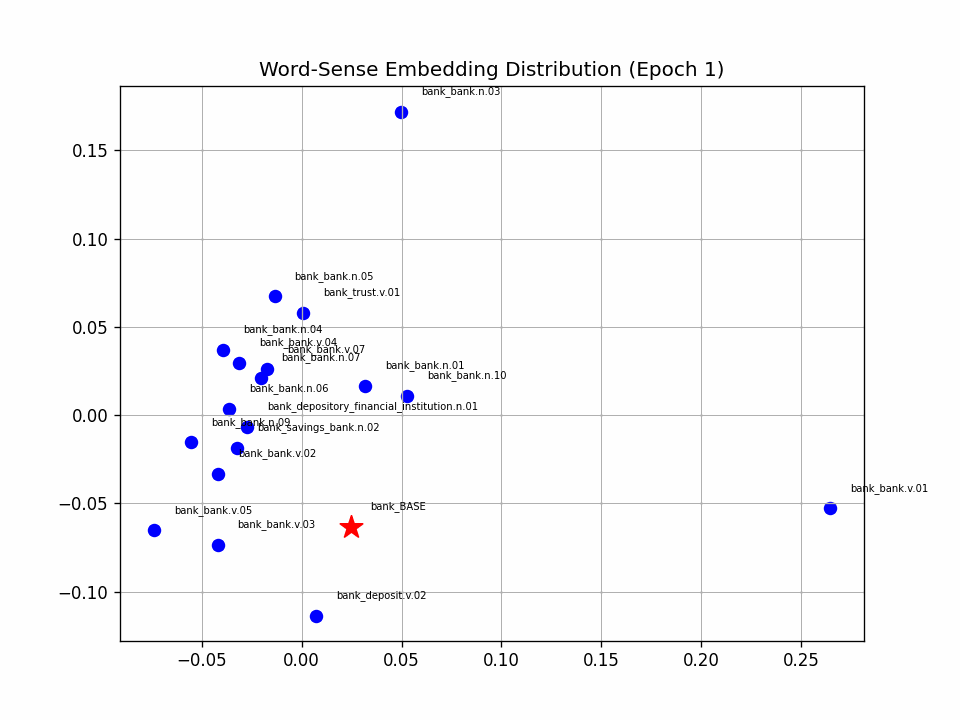 Word-Sense Embedding Distribution (Epoch 1)
bank_bank.n.03
0.15
0.10
bank_bank.n.05
bank_trust.v.01
0.05
bank_bank.n.04
bank_bank.v.04
bank_bank.v.07
bank_bank.n.07
bank_bank.n.01
bank_bank.n.10
bank_bank.n.06
bank_depository_financial_institution.n.01
0.00
bank_bank.n.09
bank_savings_bank.n.02
bank_bank.v.02
−0.05
bank_bank.v.01
bank_BASE
bank_bank.v.05
bank_bank.v.03
−0.10
bank_deposit.v.02
−0.05 0.00 0.05 0.10 0.15 0.20 0.25